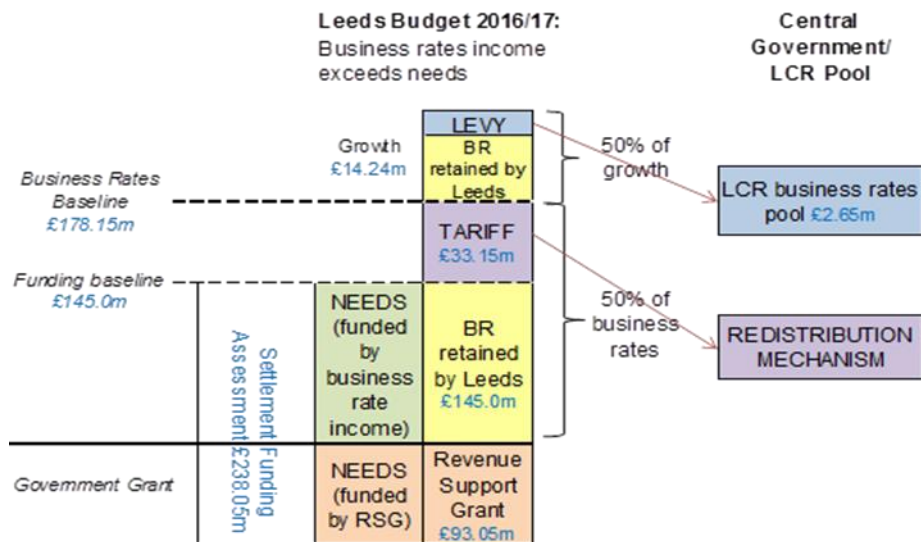 Leeds Budget 2016/17:
Business rates income
exceeds needs
Central
Government/
LCR Pool
Growth
£14.24m
LEVY
BR
retained by
Leeds
50% of
growth
LCR business rates
pool £2.65m
Business Rates
Baseline
£178.15m
TARIFF
£33.15m
Funding baseline
£145.0m
50% of
business
rates
REDISTRIBUTION
MECHANISM
Settlement Funding
Assessment £238.05m
NEEDS
(funded
by
business
rate
income)
BR
retained
by Leeds
£145.0m
Government Grant
NEEDS
(funded
by RSG)
Revenue
Support
Grant
£93.05m